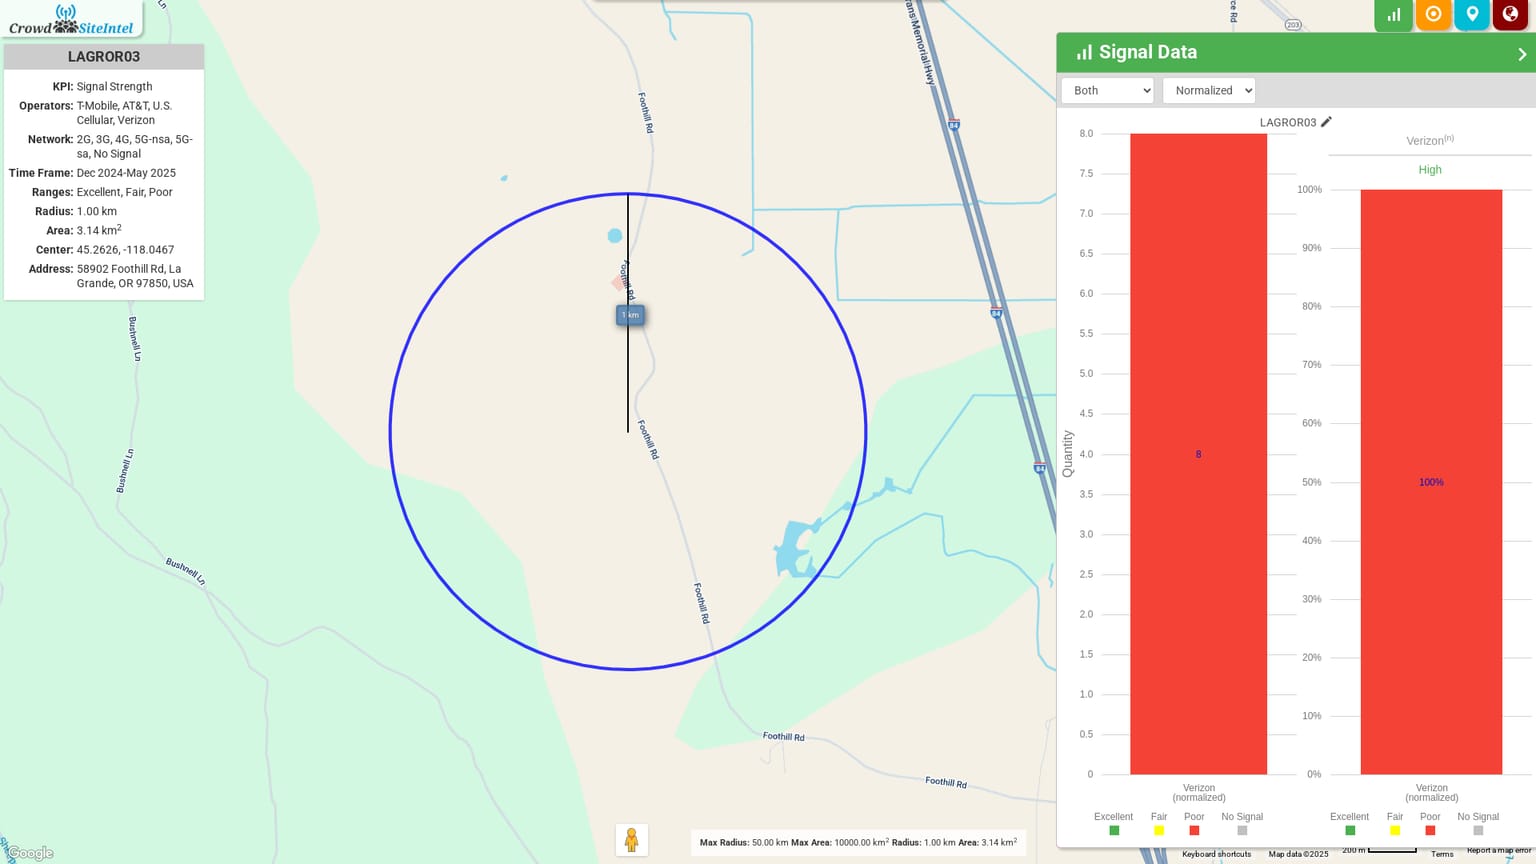 Crowd SiteIntel
LAGROR03
KPI: Signal Strength
Operators: T-Mobile, AT&T, U.S.
Cellular, Verizon
Network: 2G, 3G, 4G, 5G-nsa, 5G-
sa, No Signal
Time Frame: Dec 2024-May 2025
Ranges: Excellent, Fair, Poor
Radius: 1.00 km
Area: 3.14 km²
Center: 45.2626, -118.0467
Address: 58902 Foothill Rd, La
Grande, OR 97850, USA
Ln
Bushnell Ln
Bushnell Ln
Bushnell Ln
Foothill Rd
Foothill Rd
1 km
Foothill Rd
Foothill Rd
Foothill Rd
Foothill Rd
Memorial Hwy
84
84
84
203
Rd
Google
Max Radius: 50.00 km Max Area: 10000.00 km² Radius: 1.00 km Area: 3.14 km²
Signal Data
Both
Normalized
LAGROR03
Quantity
8.0
7.5
7.0
6.5
6.0
5.5
5.0
4.5
4.0
3.5
3.0
2.5
2.0
1.5
1.0
0.5
0
8
Verizon
(normalized)
Excellent Fair Poor No Signal
Verizon(n)
High
100%
90%
80%
70%
60%
50%
40%
30%
20%
10%
0%
100%
Verizon
(normalized)
Excellent Fair Poor No Signal
Keyboard shortcuts
Map data ©2025
200 m
Terms
Report a map error